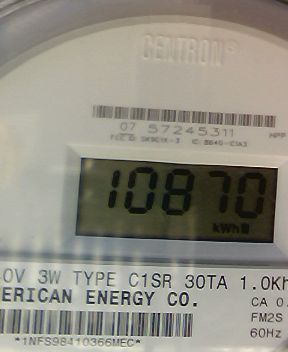 CENTRON®
07 57245311
10870
kWh
0V 3W TYPE C1SR 30TA 1.0Kh
ERICAN ENERGY CO.
CA 0.
FM2S
60Hz
*1NFS98410366MEC*